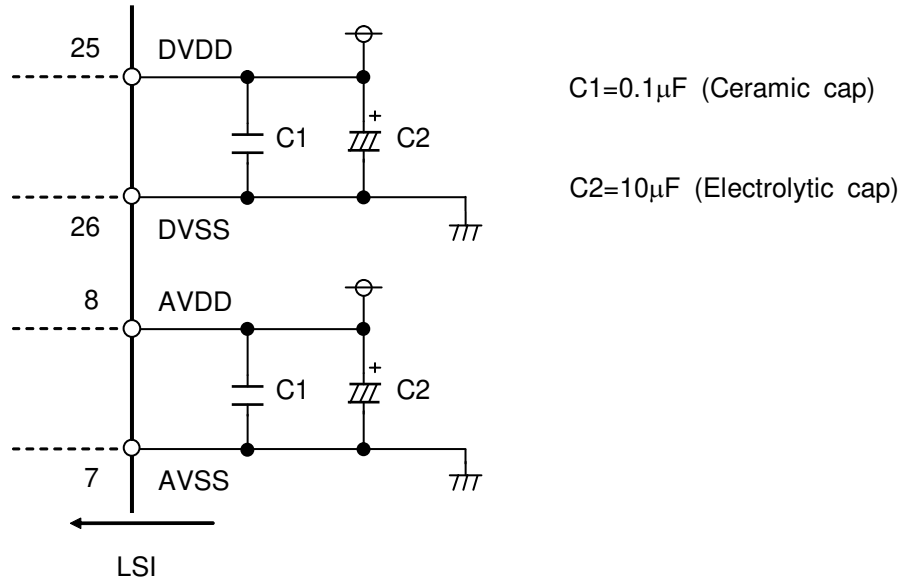 25 DVDD
+
C1 C2
26 DVSS
8 AVDD
+
C1 C2
7 AVSS
LSI
C1=0.1μF (Ceramic cap)
C2=10μF (Electrolytic cap)